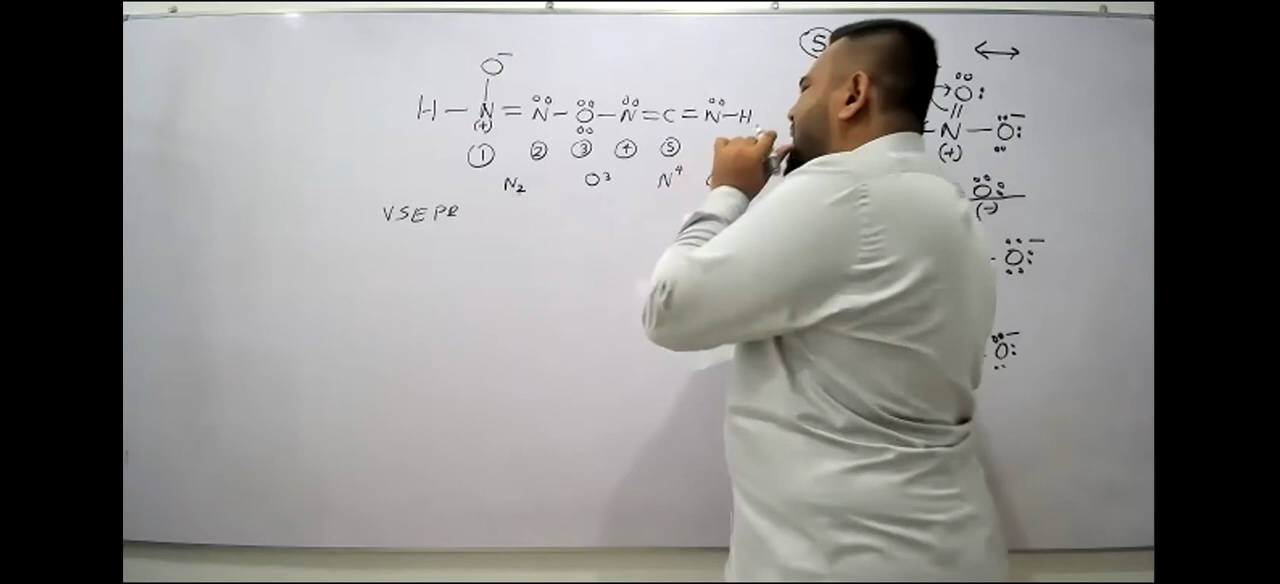 O⁻
H — N = N̈ — Ö — N̈ = C = N̈ — H
(+)
① ② ③ ④ ⑤
N₂ O³ N⁴
VSEPR
Ⓢ ⟷
O
— N — O⁻
(+)
O
(-)
O⁻
O⁻